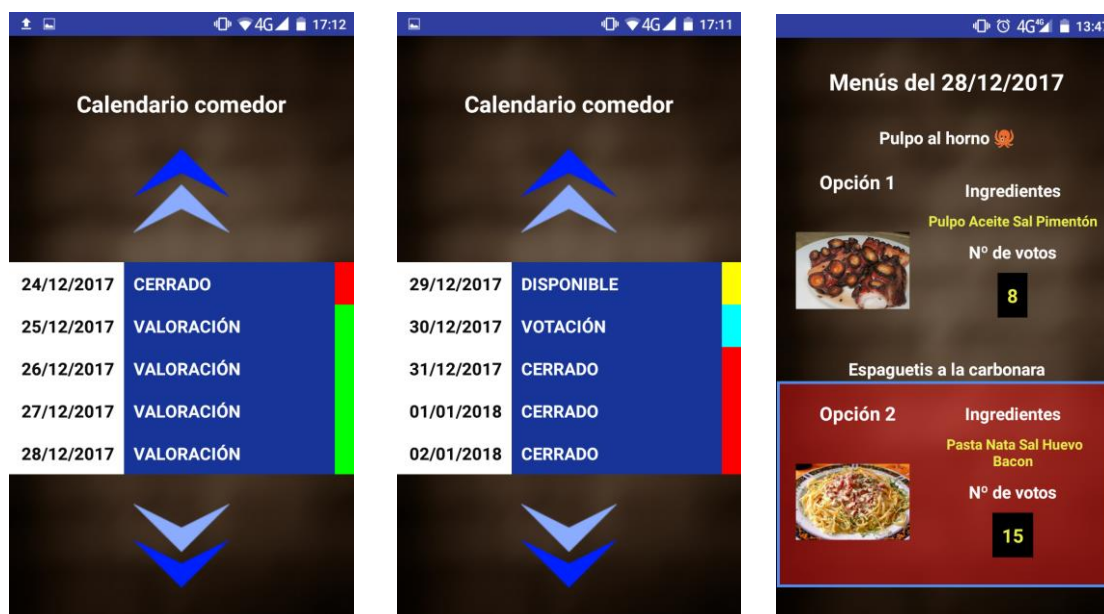 17:12
Calendario comedor
24/12/2017 CERRADO
25/12/2017 VALORACIÓN
26/12/2017 VALORACIÓN
27/12/2017 VALORACIÓN
28/12/2017 VALORACIÓN
4G 17:11
Calendario comedor
29/12/2017 DISPONIBLE
30/12/2017 VOTACIÓN
31/12/2017 CERRADO
01/01/2018 CERRADO
02/01/2018 CERRADO
4G 4G 13:47
Menús del 28/12/2017
Pulpo al horno 🐙
Opción 1
Ingredientes
Pulpo Aceite Sal Pimentón
Nº de votos
8
Espaguetis a la carbonara
Opción 2
Ingredientes
Pasta Nata Sal Huevo
Bacon
Nº de votos
15